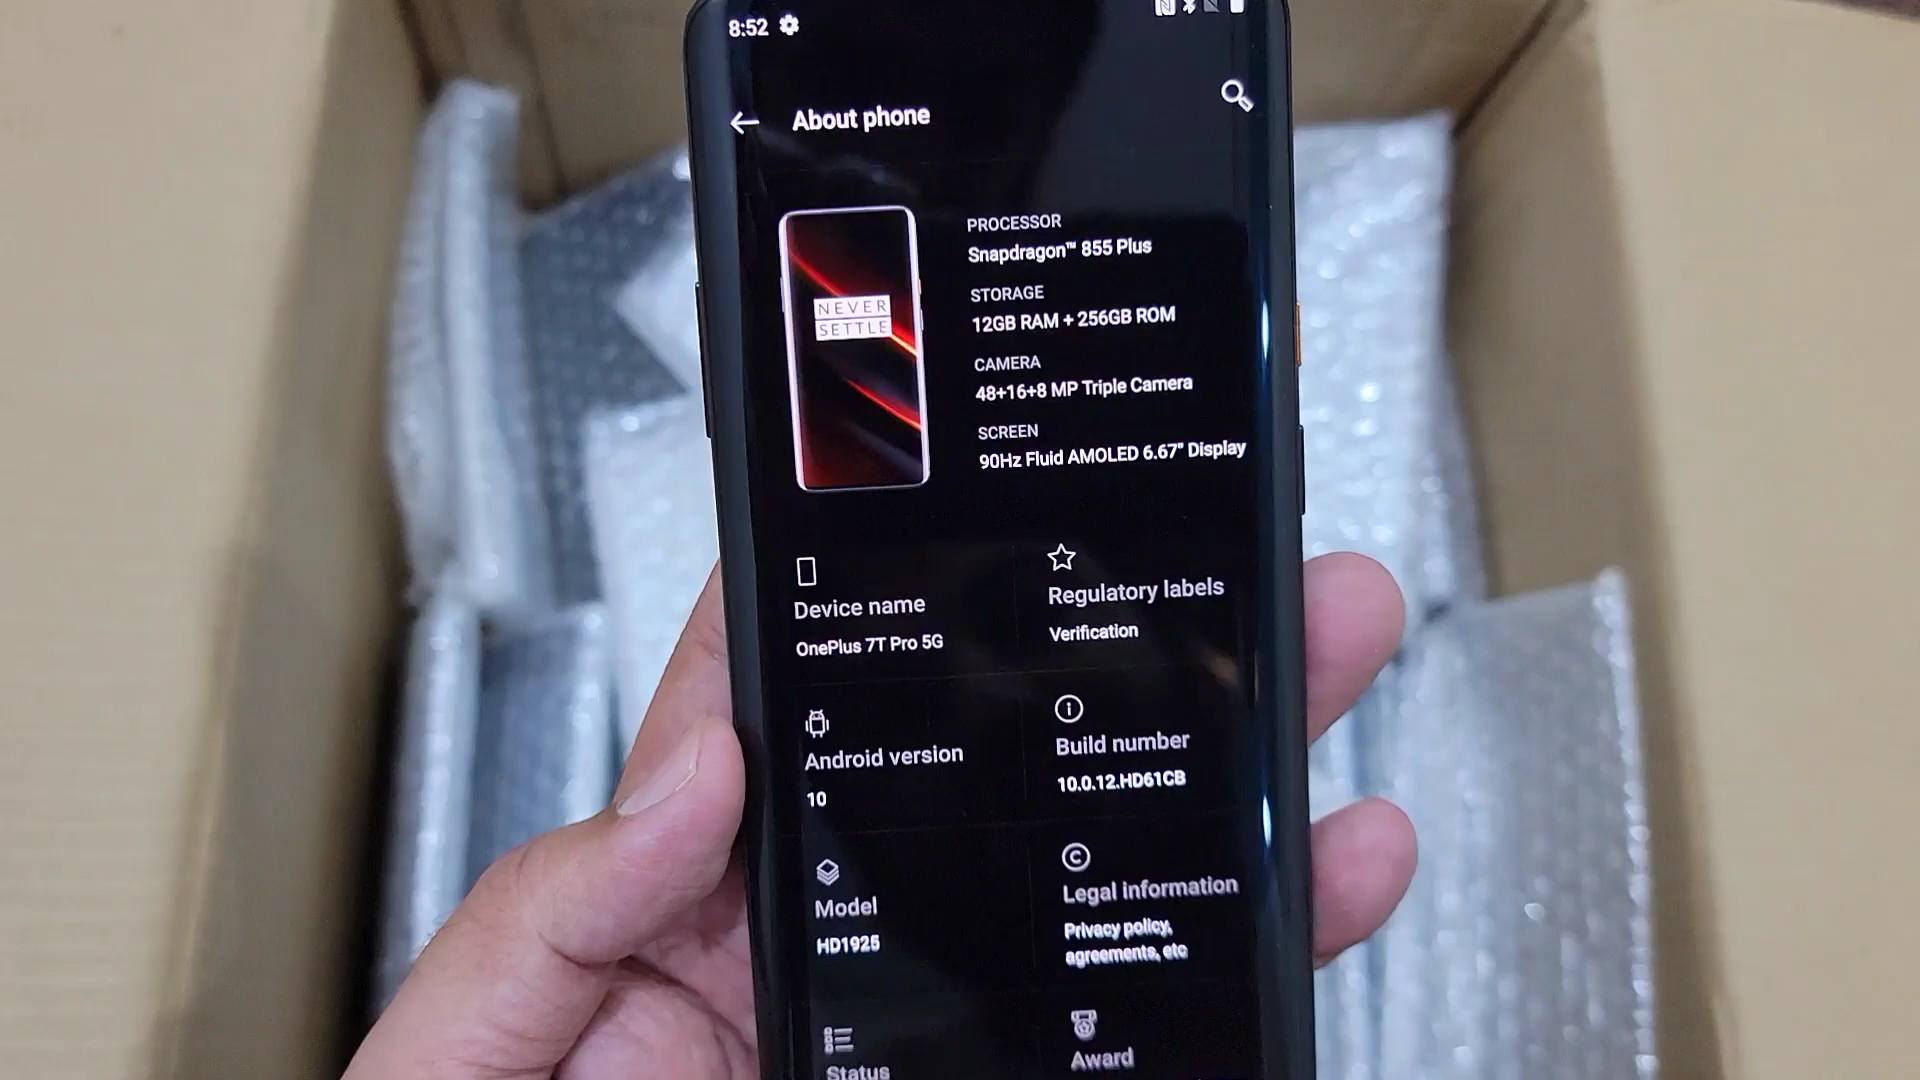 8:52
About phone
NEVER
SETTLE
PROCESSOR
Snapdragon™ 855 Plus
STORAGE
12GB RAM + 256GB ROM
CAMERA
48+16+8 MP Triple Camera
SCREEN
90Hz Fluid AMOLED 6.67" Display
Device name
OnePlus 7T Pro 5G
Regulatory labels
Verification
Android version
10
Build number
10.0.12.HD61CB
Model
HD1925
Legal information
Privacy policy,
agreements, etc
Status
Award